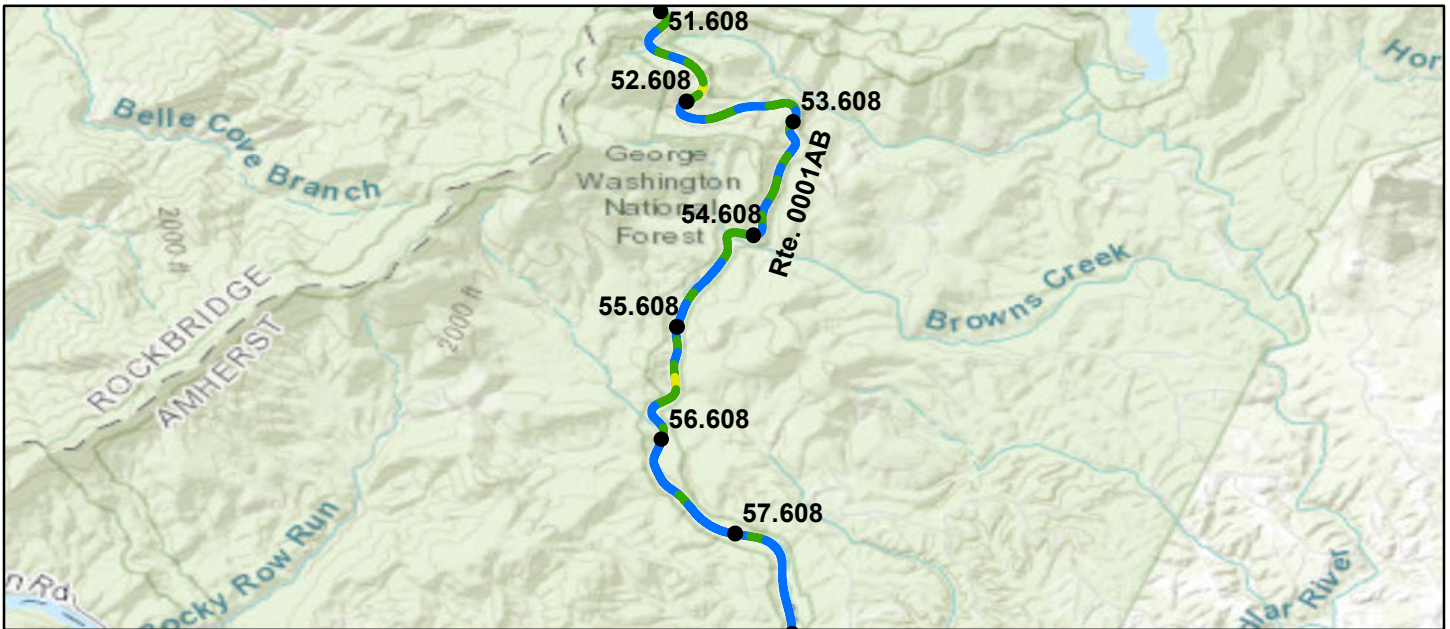 51.608
Hor
52.608
53.608
Belle Cove Branch
George
Washington
National
Forest
Rte. 0001AB
2000 ft
54.608
Browns Creek
ROCKBRIDGE
AMHERST
2000 ft
55.608
56.608
57.608
Rocky Row Run
n Rd
dlar River